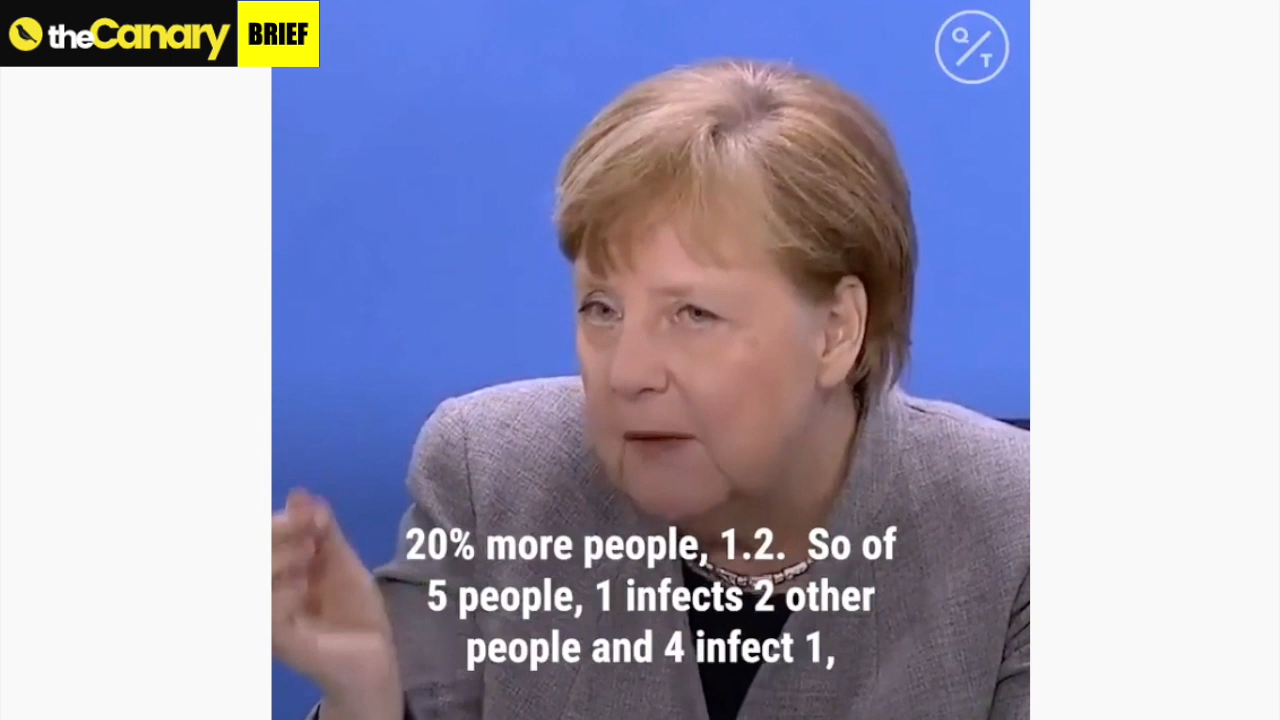 theCanary BRIEF
Q/T
20% more people, 1.2. So of
5 people, 1 infects 2 other
people and 4 infect 1,